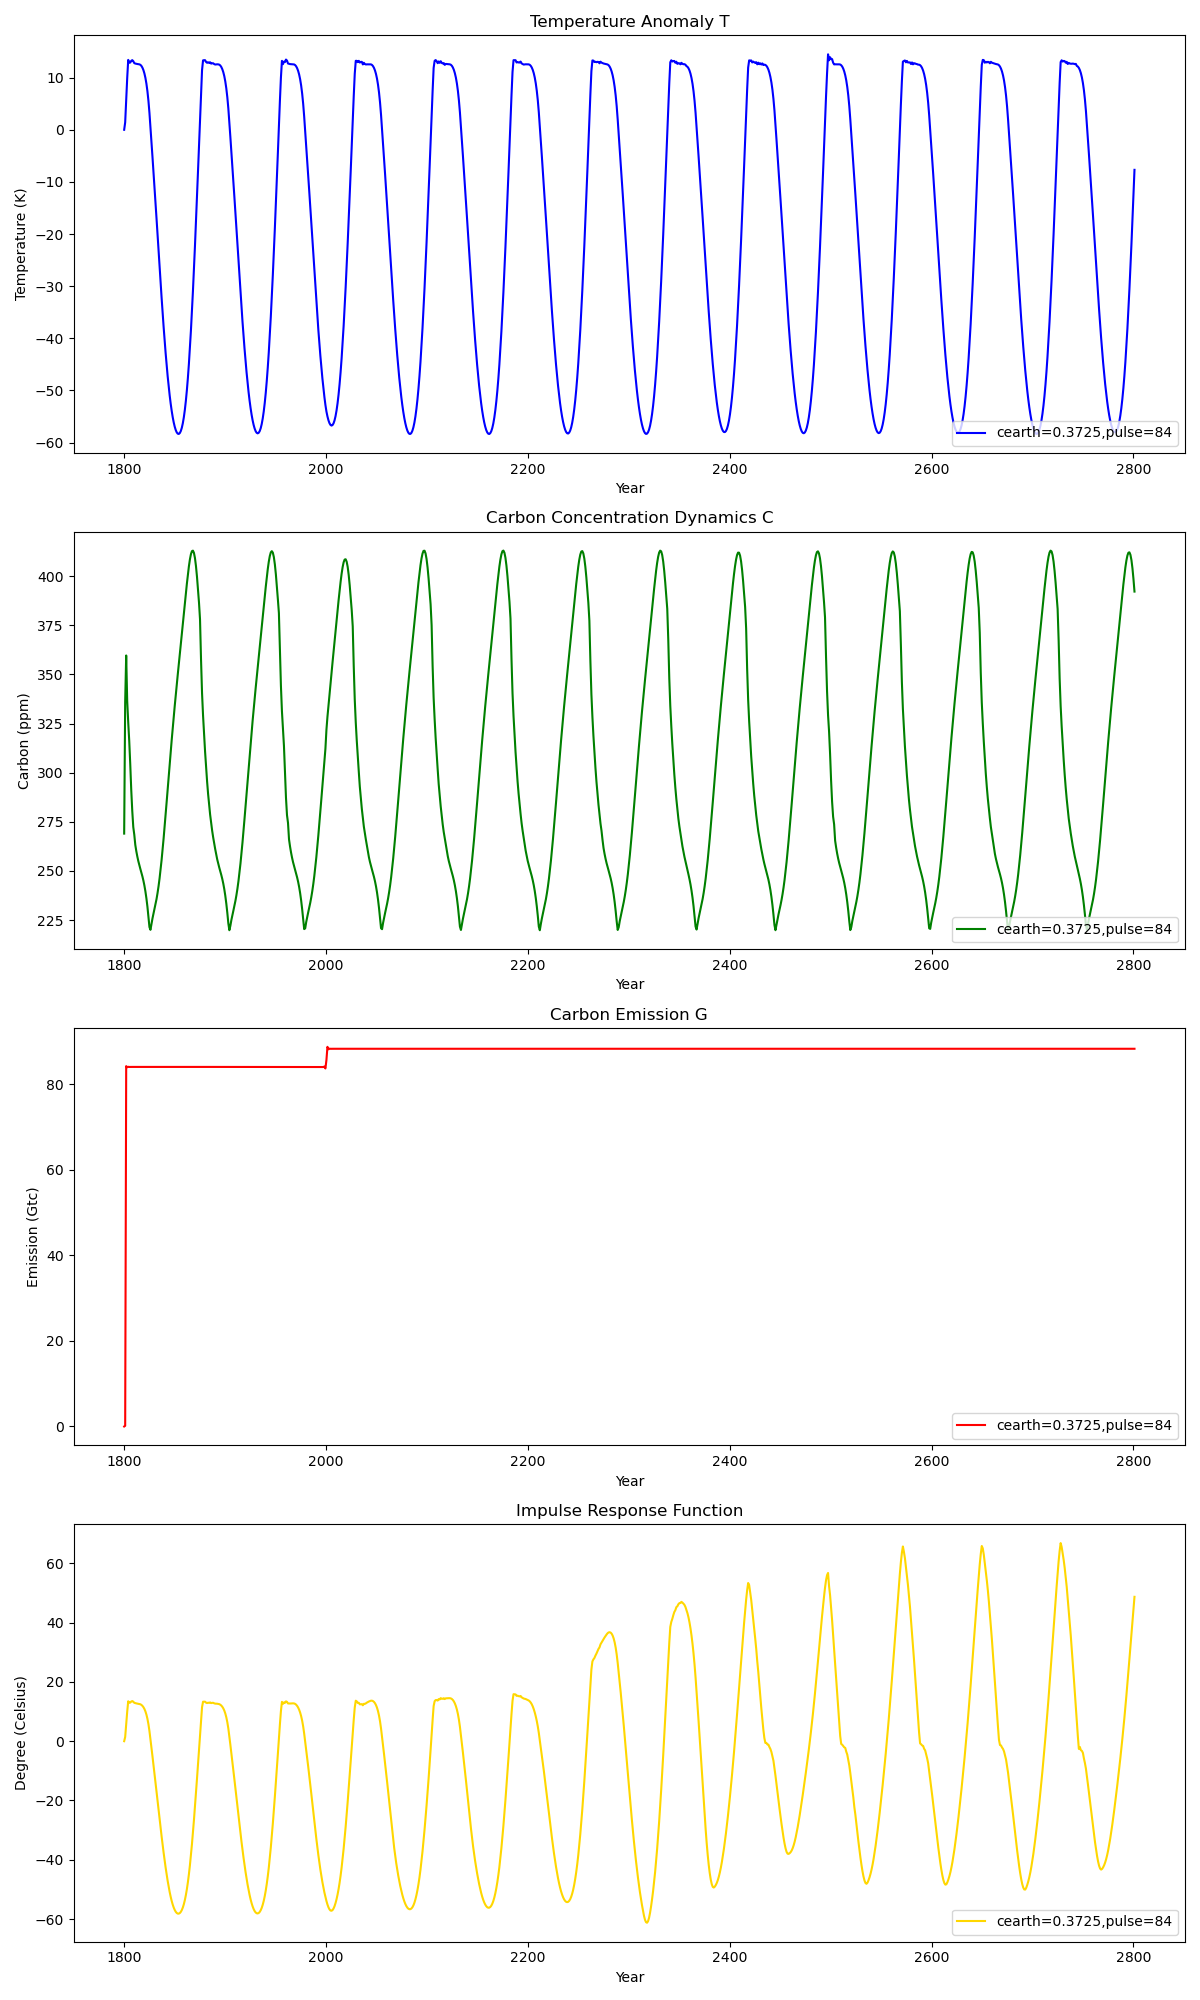 Temperature Anomaly T
Temperature (K)
10
0
−10
−20
−30
−40
−50
−60
cearth=0.3725,pulse=84
1800 2000 2200 2400 2600 2800
Year
Carbon Concentration Dynamics C
Carbon (ppm)
400
375
350
325
300
275
250
225
cearth=0.3725,pulse=84
1800 2000 2200 2400 2600 2800
Year
Carbon Emission G
Emission (Gtc)
80
60
40
20
0
cearth=0.3725,pulse=84
1800 2000 2200 2400 2600 2800
Year
Impulse Response Function
Degree (Celsius)
60
40
20
0
−20
−40
−60
cearth=0.3725,pulse=84
1800 2000 2200 2400 2600 2800
Year